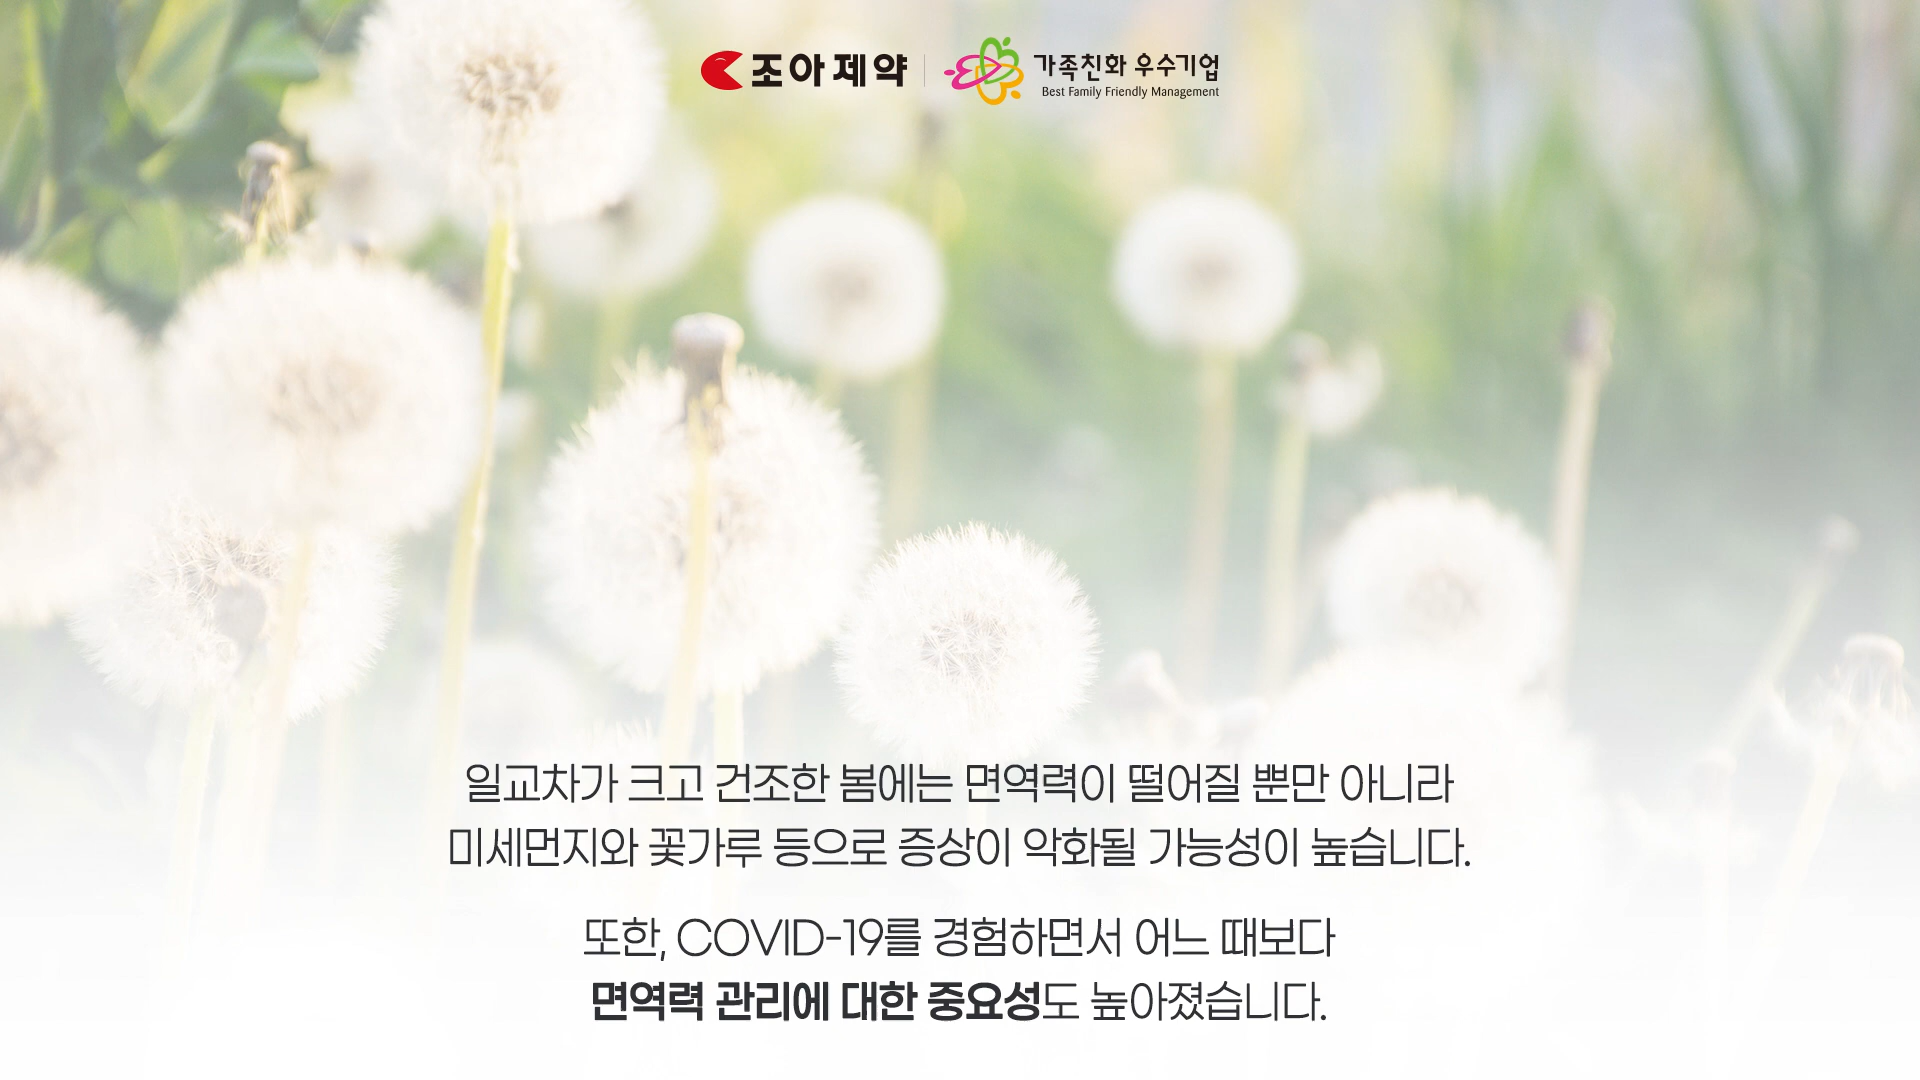 조아제약
가족친화 우수기업
Best Family Friendly Management
일교차가 크고 건조한 봄에는 면역력이 떨어질 뿐만 아니라
미세먼지와 꽃가루 등으로 증상이 악화될 가능성이 높습니다.
또한, COVID-19를 경험하면서 어느 때보다
면역력 관리에 대한 중요성도 높아졌습니다.